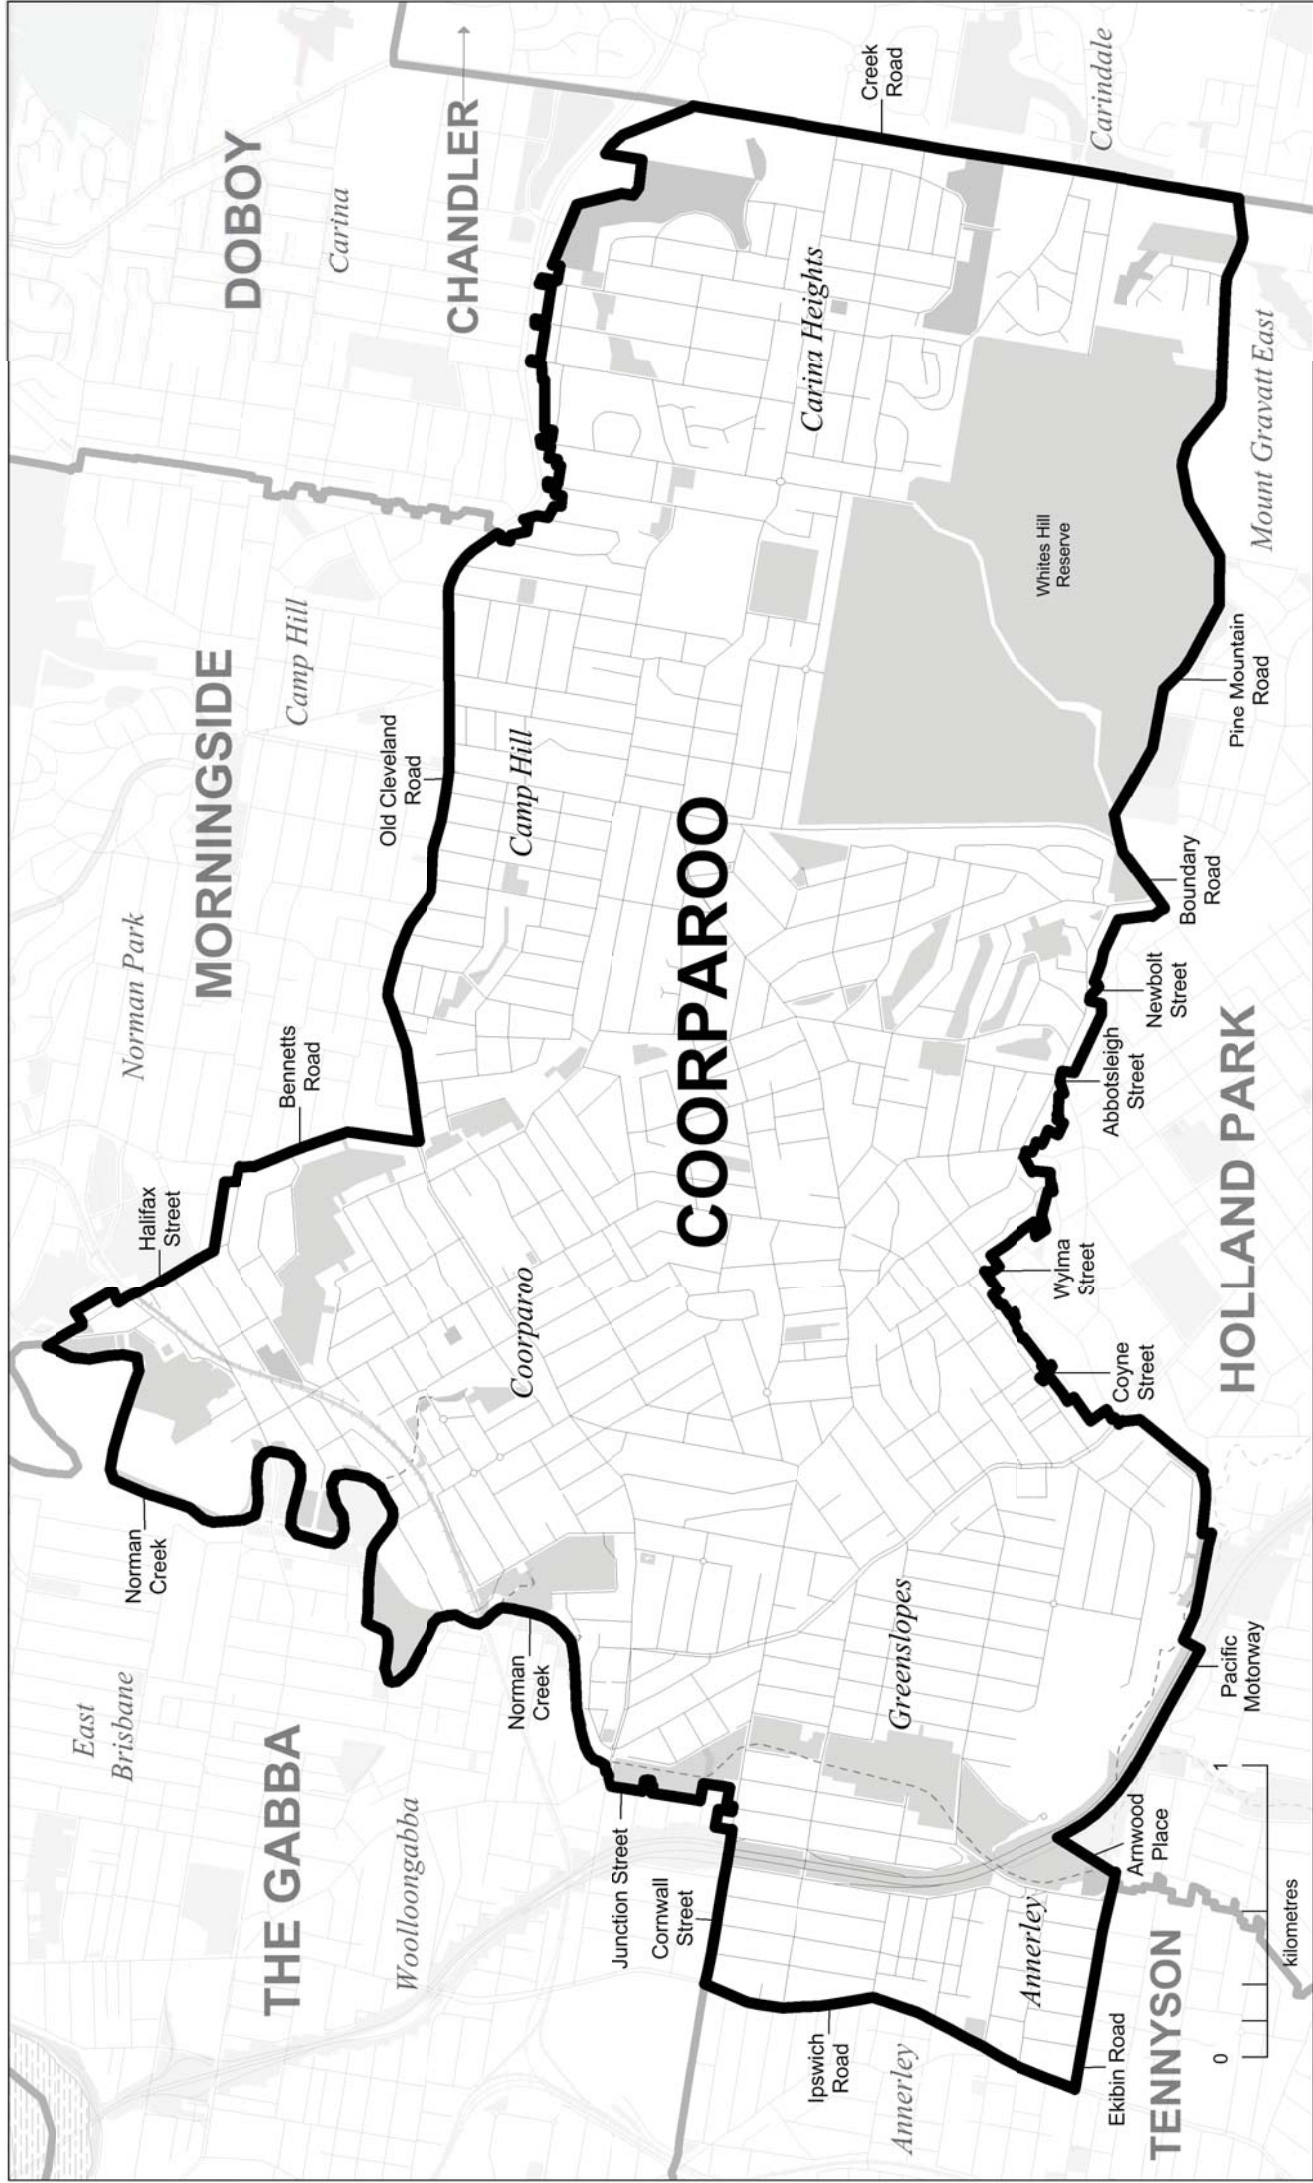 DOBOY
Carina
CHANDLER
Creek
Road
Carindale
MORNINGSIDE
Camp Hill
Norman Park
Old Cleveland
Road
Camp Hill
Carina Heights
Whites Hill
Reserve
Mount Gravatt East
Pine Mountain
Road
Bennetts
Road
Halifax
Street
COORPAROO
Coorparoo
Boundary
Road
Newbolt
Street
Abbotsleigh
Street
Wylma
Street
Coyne
Street
HOLLAND PARK
Norman
Creek
East
Brisbane
THE GABBA
Woolloongabba
Norman
Creek
Greenslopes
Junction Street
Cornwall
Street
Ipswich
Road
Annerley
Annerley
Ekibin Road
Arnwood
Place
Pacific
Motorway
TENNYSON
0
1
kilometres